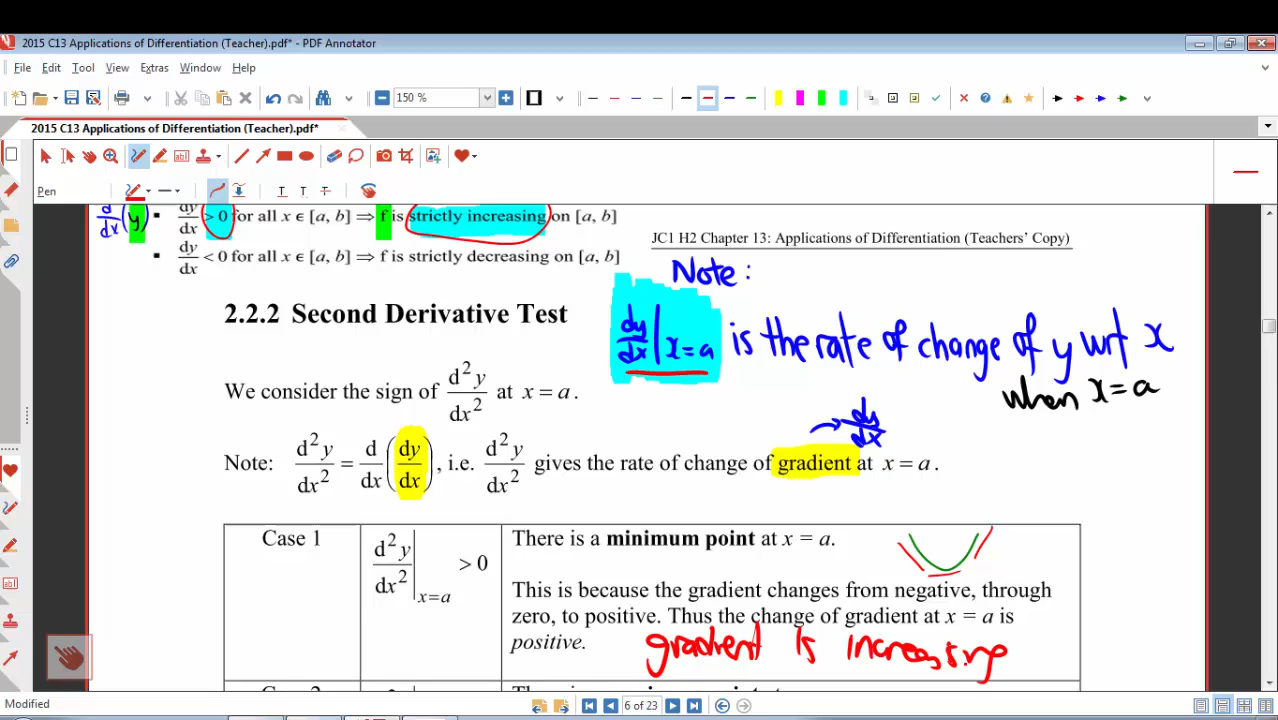 2015 C13 Applications of Differentiation (Teacher).pdf* - PDF Annotator
File Edit Tool View Extras Window Help
150 %
2015 C13 Applications of Differentiation (Teacher).pdf*
Pen
d/dx (y) ▪ dy/dx > 0 for all x ∈ [a, b] ⇒ f is strictly increasing on [a, b]
JC1 H2 Chapter 13: Applications of Differentiation (Teachers' Copy)
▪ dy/dx < 0 for all x ∈ [a, b] ⇒ f is strictly decreasing on [a, b]
Note :
2.2.2 Second Derivative Test
dy/dx | x=a is the rate of change of y wrt x
when x=a
We consider the sign of d²y/dx² at x = a.
→ dy/dx
Note: d²y/dx² = d/dx (dy/dx), i.e. d²y/dx² gives the rate of change of gradient at x = a.
Case 1 d²y/dx² | x=a > 0 There is a minimum point at x = a.
This is because the gradient changes from negative, through
zero, to positive. Thus the change of gradient at x = a is
positive.
gradient is increasing
Modified
6 of 23